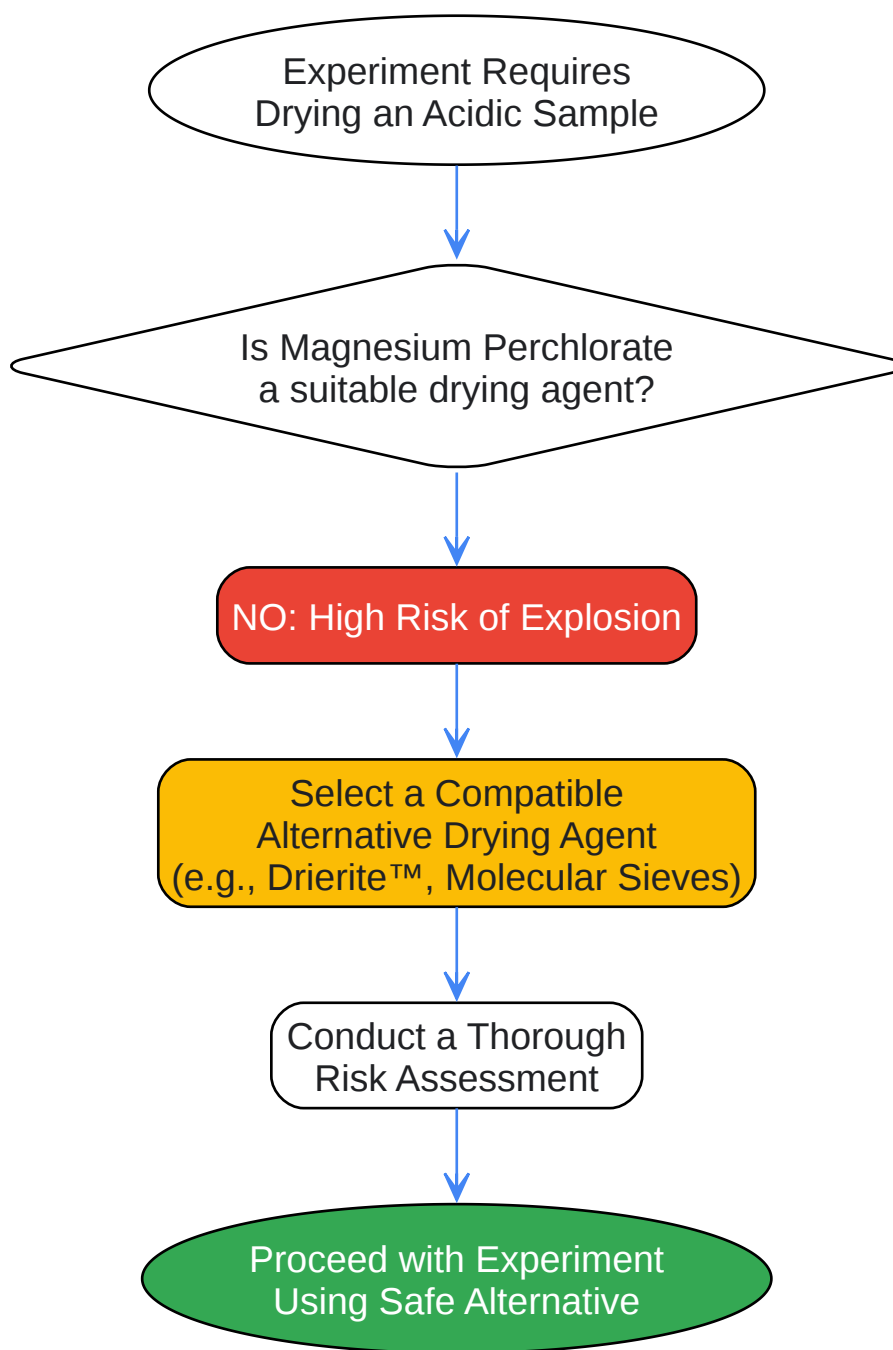 Experiment Requires
Drying an Acidic Sample
Is Magnesium Perchlorate
a suitable drying agent?
NO: High Risk of Explosion
Select a Compatible
Alternative Drying Agent
(e.g., Drierite™, Molecular Sieves)
Conduct a Thorough
Risk Assessment
Proceed with Experiment
Using Safe Alternative